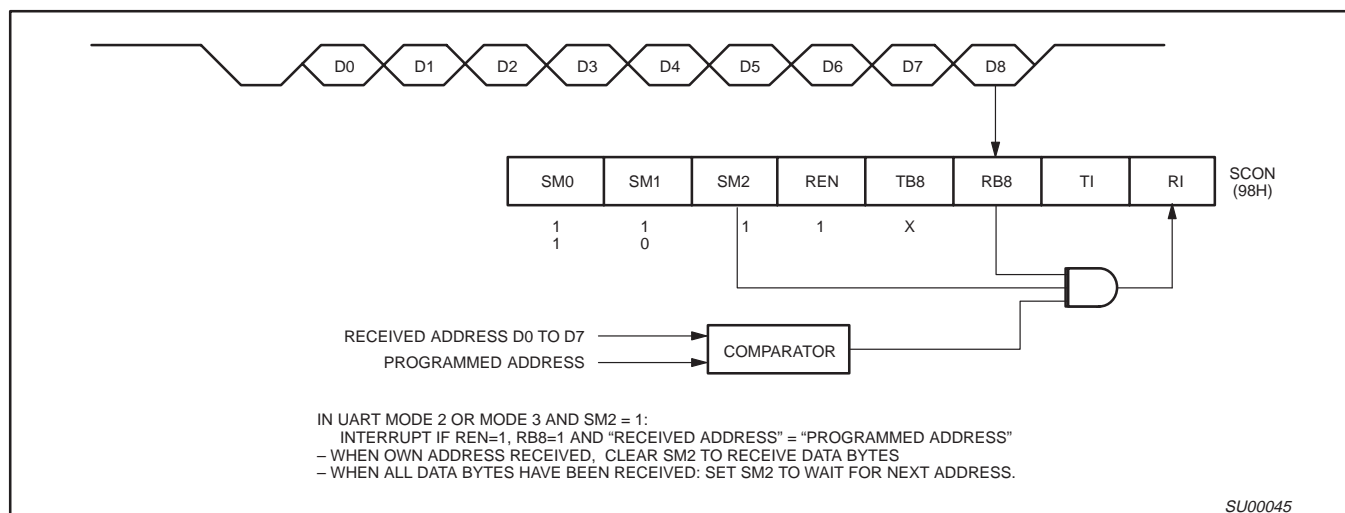 D0 D1 D2 D3 D4 D5 D6 D7 D8
SM0 SM1 SM2 REN TB8 RB8 TI RI
SCON
(98H)
1 1 1 1 X
1 0
RECEIVED ADDRESS D0 TO D7
PROGRAMMED ADDRESS
COMPARATOR
IN UART MODE 2 OR MODE 3 AND SM2 = 1:
INTERRUPT IF REN=1, RB8=1 AND “RECEIVED ADDRESS” = “PROGRAMMED ADDRESS”
– WHEN OWN ADDRESS RECEIVED, CLEAR SM2 TO RECEIVE DATA BYTES
– WHEN ALL DATA BYTES HAVE BEEN RECEIVED: SET SM2 TO WAIT FOR NEXT ADDRESS.
SU00045